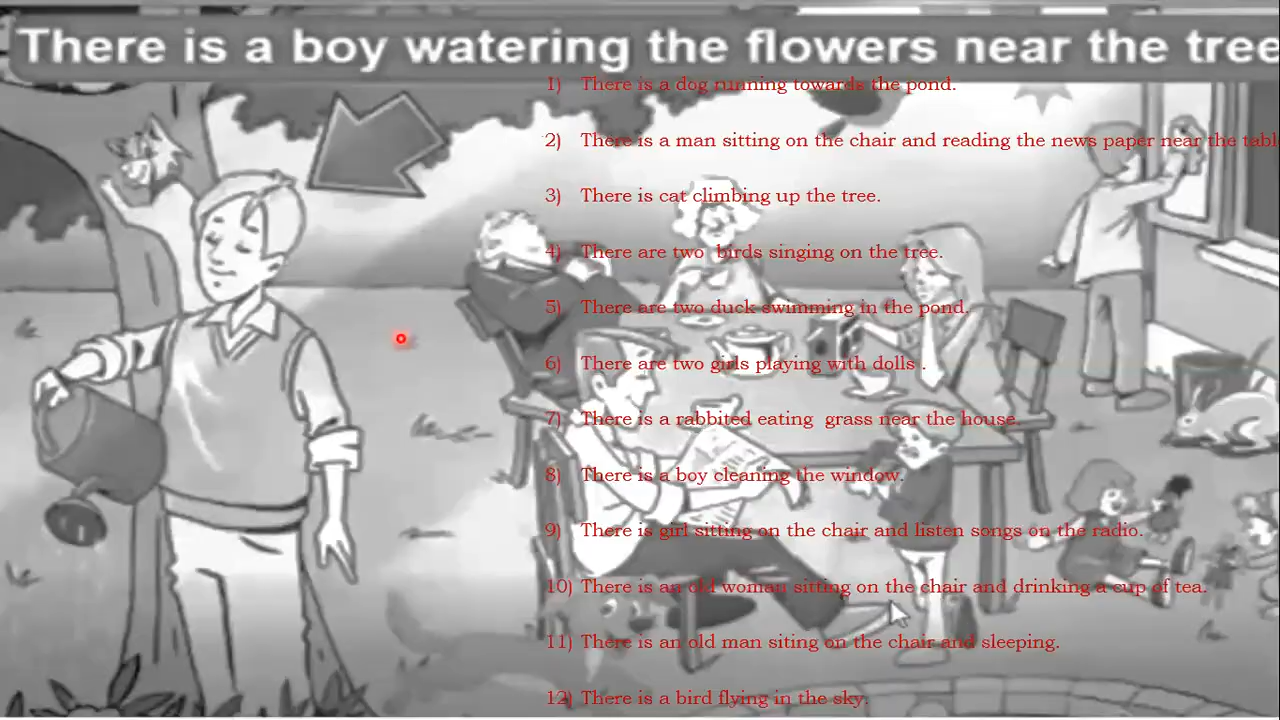 There is a boy watering the flowers near the tree
1) There is a dog running towards the pond.
2) There is a man sitting on the chair and reading the news paper near the tabl
3) There is cat climbing up the tree.
4) There are two birds singing on the tree.
5) There are two duck swimming in the pond.
6) There are two girls playing with dolls .
7) There is a rabbited eating grass near the house.
8) There is a boy cleaning the window.
9) There is girl sitting on the chair and listen songs on the radio.
10) There is an old woman sitting on the chair and drinking a cup of tea.
11) There is an old man siting on the chair and sleeping.
12) There is a bird flying in the sky.